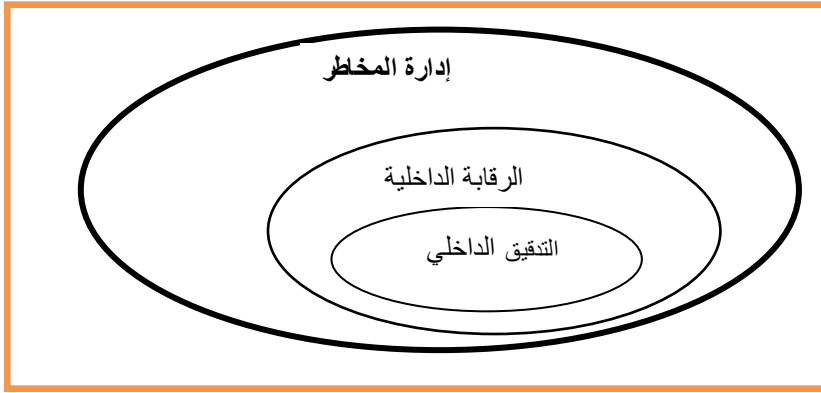 إدارة المخاطر
الرقابة الداخلية
التدقيق الداخلي